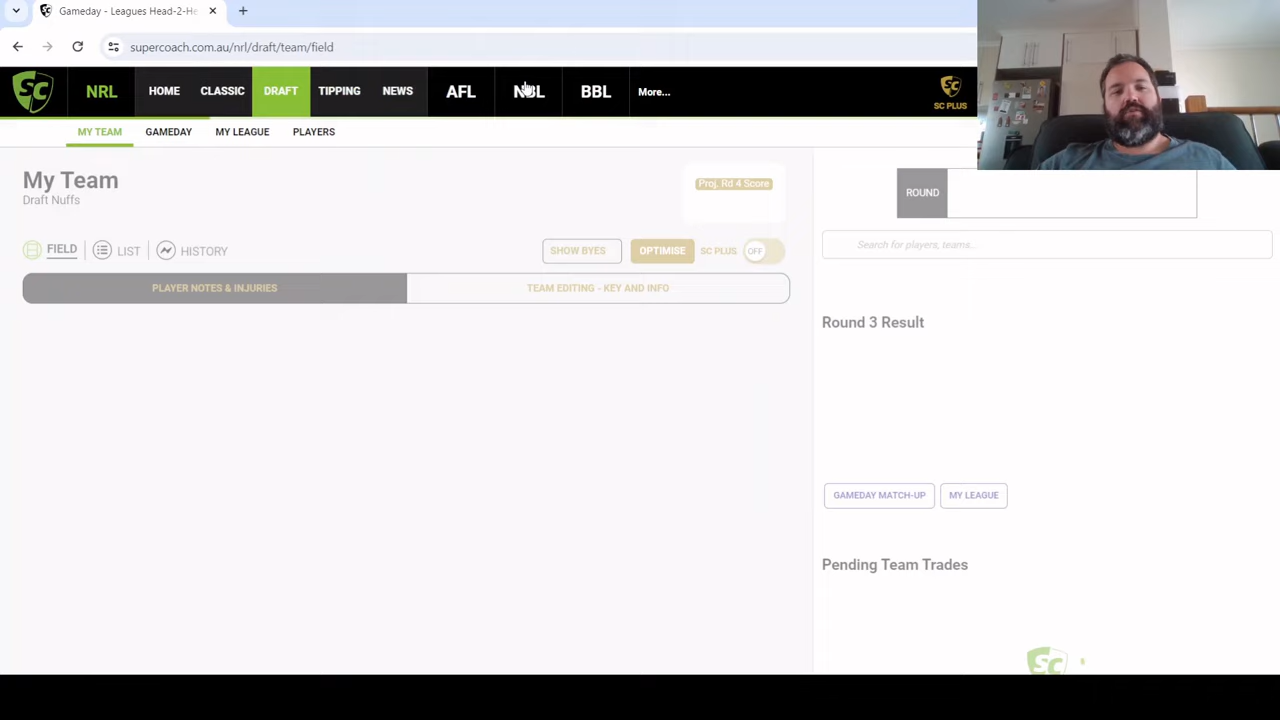 Gameday - Leagues Head-2-He
supercoach.com.au/nrl/draft/team/field
SC
NRL
HOME
CLASSIC
DRAFT
TIPPING
NEWS
AFL
NBL
BBL
More...
SC PLUS
MY TEAM
GAMEDAY
MY LEAGUE
PLAYERS
My Team
Draft Nuffs
Proj. Rd 4 Score
ROUND
FIELD
LIST
HISTORY
SHOW BYES
OPTIMISE
SC PLUS
OFF
Search for players, teams...
PLAYER NOTES & INJURIES
TEAM EDITING - KEY AND INFO
Round 3 Result
GAMEDAY MATCH-UP
MY LEAGUE
Pending Team Trades
SC